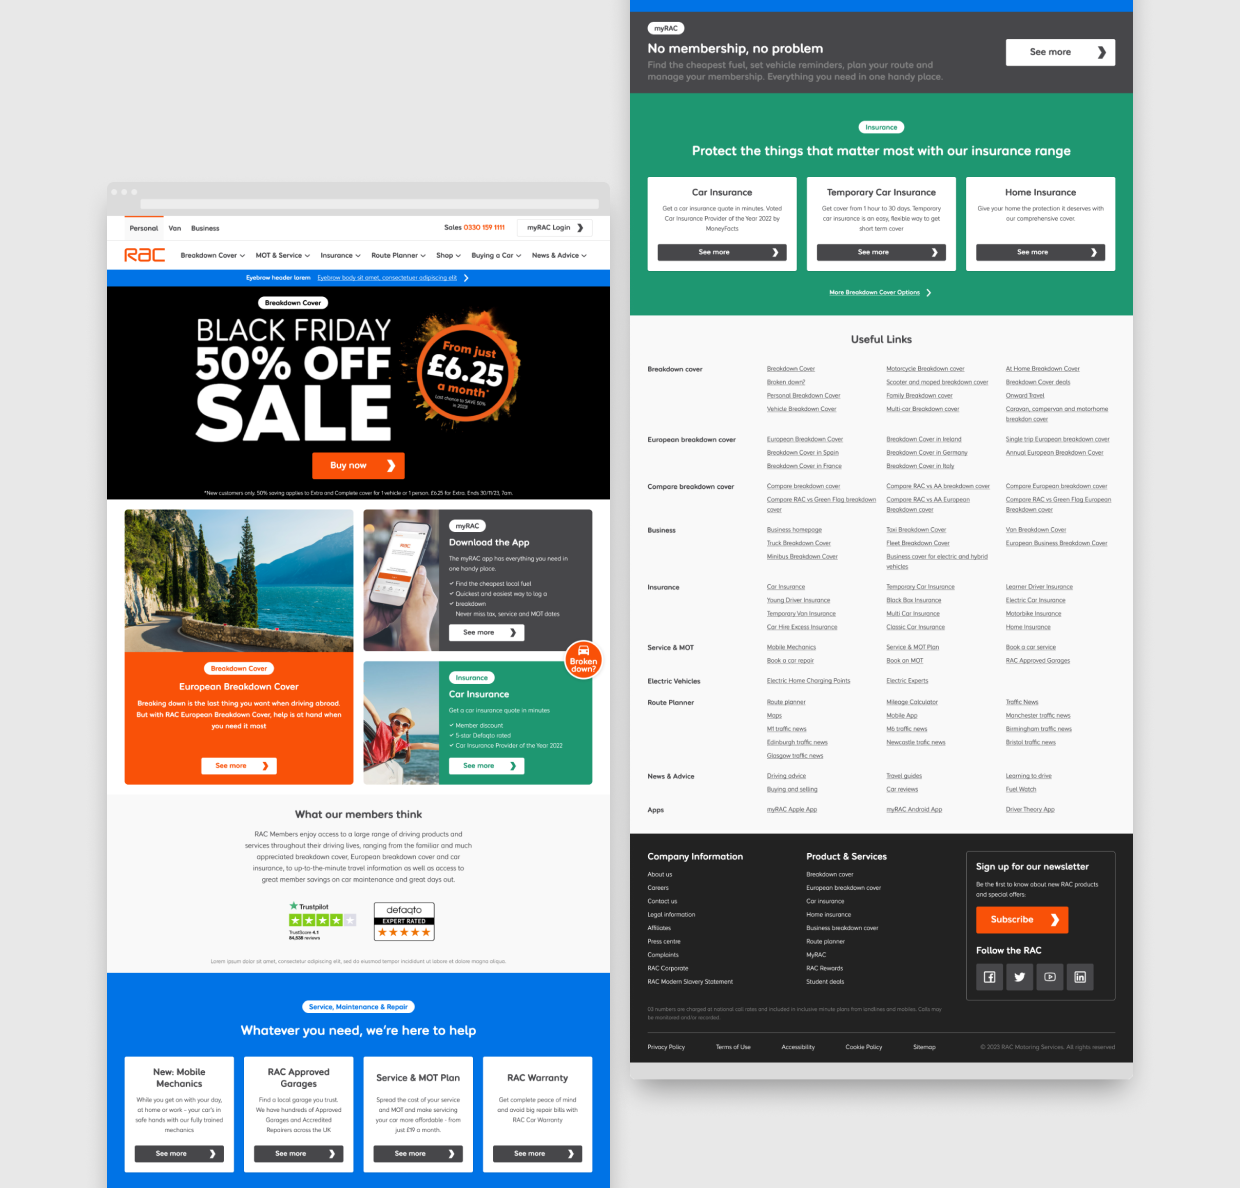 Personal Van Business Sales 0330 159 1111 myRAC Login
RAC Breakdown Cover MOT & Service Insurance Route Planner Shop Buying a Car News & Advice
Eyebrow header lorem Eyebrow body sit amet, consectetuer adipiscing elit
Breakdown Cover
BLACK FRIDAY
50% OFF
SALE
From just
£6.25
a month*
Last chance to SAVE 50%
in 2023
Buy now
*New customers only. 50% saving applies to Extra and Complete cover for 1 vehicle or 1 person. £6.25 for Extra. Ends 30/11/23, 7am.
Breakdown Cover
European Breakdown Cover
Breaking down is the last thing you want when driving abroad.
But with RAC European Breakdown Cover, help is at hand when
you need it most
See more
RAC
myRAC
Download the App
The myRAC app has everything you need in
one handy place.
Find the cheapest local fuel
Quickest and easiest way to log a
breakdown
Never miss tax, service and MOT dates
See more
Broken
down?
Insurance
Car Insurance
Get a car insurance quote in minutes
Member discount
5-star Defaqto rated
Car Insurance Provider of the Year 2022
See more
What our members think
RAC Members enjoy access to a large range of driving products and
services throughout their driving lives, ranging from the familiar and much
appreciated breakdown cover, European breakdown cover and car
insurance, to up-to-the-minute travel information as well as access to
great member savings on car maintenance and great days out.
Trustpilot
TrustScore 4.1
84,538 reviews
defaqto
EXPERT RATED
Lorem ipsum dolor sit amet, consectetur adipiscing elit, sed do eiusmod tempor incididunt ut labore et dolore magna aliqua.
Service, Maintenance & Repair
Whatever you need, we're here to help
New: Mobile
Mechanics
While you get on with your day,
at home or work - your car's in
safe hands with our fully trained
mechanics
See more
RAC Approved
Garages
Find a local garage you trust.
We have hundreds of Approved
Garages and Accredited
Repairers across the UK
See more
Service & MOT Plan
Spread the cost of your service
and MOT and make servicing
your car more affordable - from
just £19 a month.
See more
RAC Warranty
Get complete peace of mind
and avoid big repair bills with
RAC Car Warranty
See more
myRAC
No membership, no problem
Find the cheapest fuel, set vehicle reminders, plan your route and
manage your membership. Everything you need in one handy place.
See more
Insurance
Protect the things that matter most with our insurance range
Car Insurance
Get a car insurance quote in minutes. Voted
Car Insurance Provider of the Year 2022 by
MoneyFacts
See more
Temporary Car Insurance
Get cover from 1 hour to 30 days. Temporary
car insurance is an easy, flexible way to get
short term cover
See more
Home Insurance
Give your home the protection it deserves with
our comprehensive cover.
See more
More Breakdown Cover Options
Useful Links
Breakdown cover
Breakdown Cover Motorcycle Breakdown cover At Home Breakdown Cover
Broken down? Scooter and moped breakdown cover Breakdown Cover deals
Personal Breakdown Cover Family Breakdown cover Onward Travel
Vehicle Breakdown Cover Multi-car Breakdown cover Caravan, campervan and motorhome
breakdon cover
European breakdown cover
European Breakdown Cover Breakdown Cover in Ireland Single trip European breakdown cover
Breakdown Cover in Spain Breakdown Cover in Germany Annual European Breakdown Cover
Breakdown Cover in France Breakdown Cover in Italy
Compare breakdown cover
Compare breakdown cover Compare RAC vs AA breakdown cover Compare European breakdown cover
Compare RAC vs Green Flag breakdown
cover
Compare RAC vs AA European
Breakdown cover
Compare RAC vs Green Flag European
Breakdown cover
Business
Business homepage Taxi Breakdown Cover Van Breakdown Cover
Truck Breakdown Cover Fleet Breakdown Cover European Business Breakdown Cover
Minibus Breakdown Cover Business cover for electric and hybrid
vehicles
Insurance
Car Insurance Temporary Car Insurance Learner Driver Insurance
Young Driver Insurance Black Box Insurance Electric Car Insurance
Temporary Van Insurance Multi Car Insurance Motorbike Insurance
Car Hire Excess Insurance Classic Car Insurance Home Insurance
Service & MOT
Mobile Mechanics Service & MOT Plan Book a car service
Book a car repair Book an MOT RAC Approved Garages
Electric Vehicles
Electric Home Charging Points Electric Experts
Route Planner
Route planner Mileage Calculator Traffic News
Maps Mobile App Manchester traffic news
M1 traffic news M6 traffic news Birmingham traffic news
Edinburgh traffic news Newcastle trafic news Bristol traffic news
Glasgow traffic news
News & Advice
Driving advice Travel guides Learning to drive
Buying and selling Car reviews Fuel Watch
Apps
myRAC Apple App myRAC Android App Driver Theory App
Company Information
About us
Careers
Contact us
Legal information
Affiliates
Press centre
Complaints
RAC Corporate
RAC Modern Slavery Statement
Product & Services
Breakdown cover
European breakdown cover
Car insurance
Home insurance
Business breakdown cover
Route planner
MyRAC
RAC Rewards
Student deals
Sign up for our newsletter
Be the first to know about new RAC products
and special offers.
Subscribe
Follow the RAC
03 numbers are charged at national call rates and included in inclusive minute plans from landlines and mobiles. Calls may
be monitored and/or recorded.
Privacy Policy Terms of Use Accessibility Cookie Policy Sitemap © 2023 RAC Motoring Services. All rights reserved